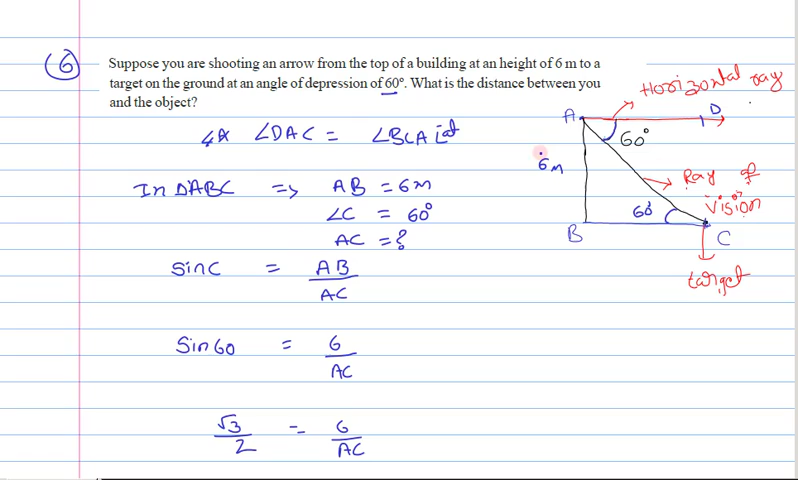 6
Suppose you are shooting an arrow from the top of a building at an height of 6 m to a
target on the ground at an angle of depression of 60°. What is the distance between you
and the object?
∠DAC = ∠BCA
In ΔABC => AB = 6m
∠C = 60°
AC = ?
sinC = AB/AC
Sin60 = 6/AC
√3/2 = 6/AC
Horizontal ray
A
D
60°
6m
Ray of
vision
60°
B
C
target